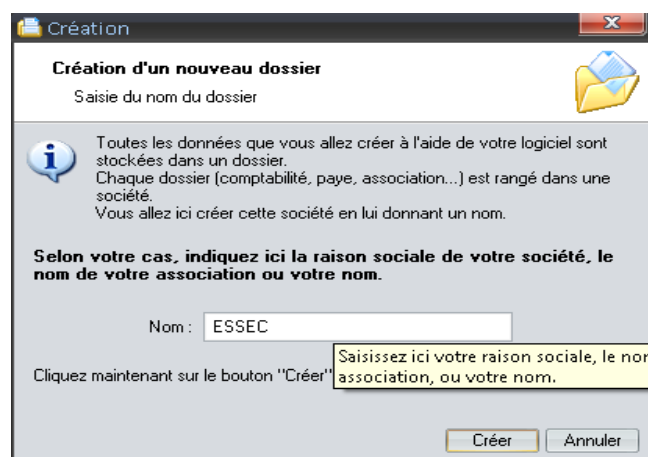 Création
Création d'un nouveau dossier
Saisie du nom du dossier
Toutes les données que vous allez créer à l'aide de votre logiciel sont
stockées dans un dossier.
Chaque dossier (comptabilité, paye, association...) est rangé dans une
société.
Vous allez ici créer cette société en lui donnant un nom.
Selon votre cas, indiquez ici la raison sociale de votre société, le
nom de votre association ou votre nom.
Nom : ESSEC
Saisissez ici votre raison sociale, le
association, ou votre nom.
Cliquez maintenant sur le bouton "Créer"
Créer Annuler